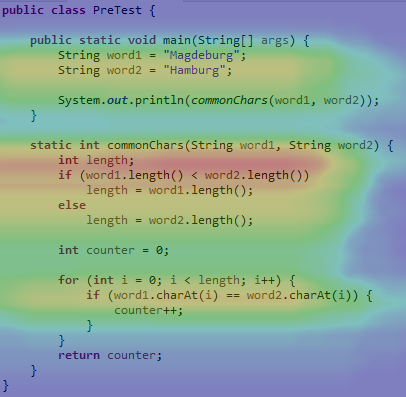 public class PreTest {
public static void main(String[] args) {
String word1 = "Magdeburg";
String word2 = "Hamburg";
System.out.println(commonChars(word1, word2));
}
static int commonChars(String word1, String word2) {
int length;
if (word1.length() < word2.length())
length = word1.length();
else
length = word2.length();
int counter = 0;
for (int i = 0; i < length; i++) {
if (word1.charAt(i) == word2.charAt(i)) {
counter++;
}
}
return counter;
}
}